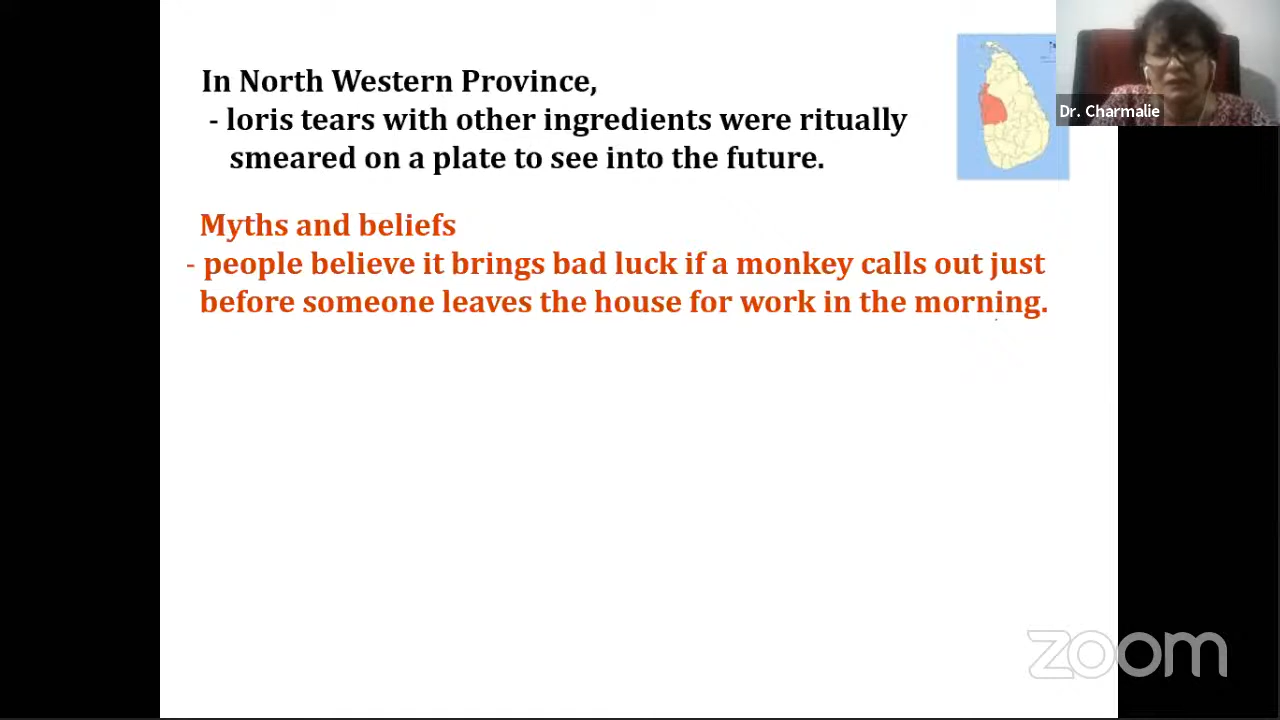 In North Western Province,
- loris tears with other ingredients were ritually
smeared on a plate to see into the future.
Dr. Charmalie
Myths and beliefs
- people believe it brings bad luck if a monkey calls out just
before someone leaves the house for work in the morning.
zoom